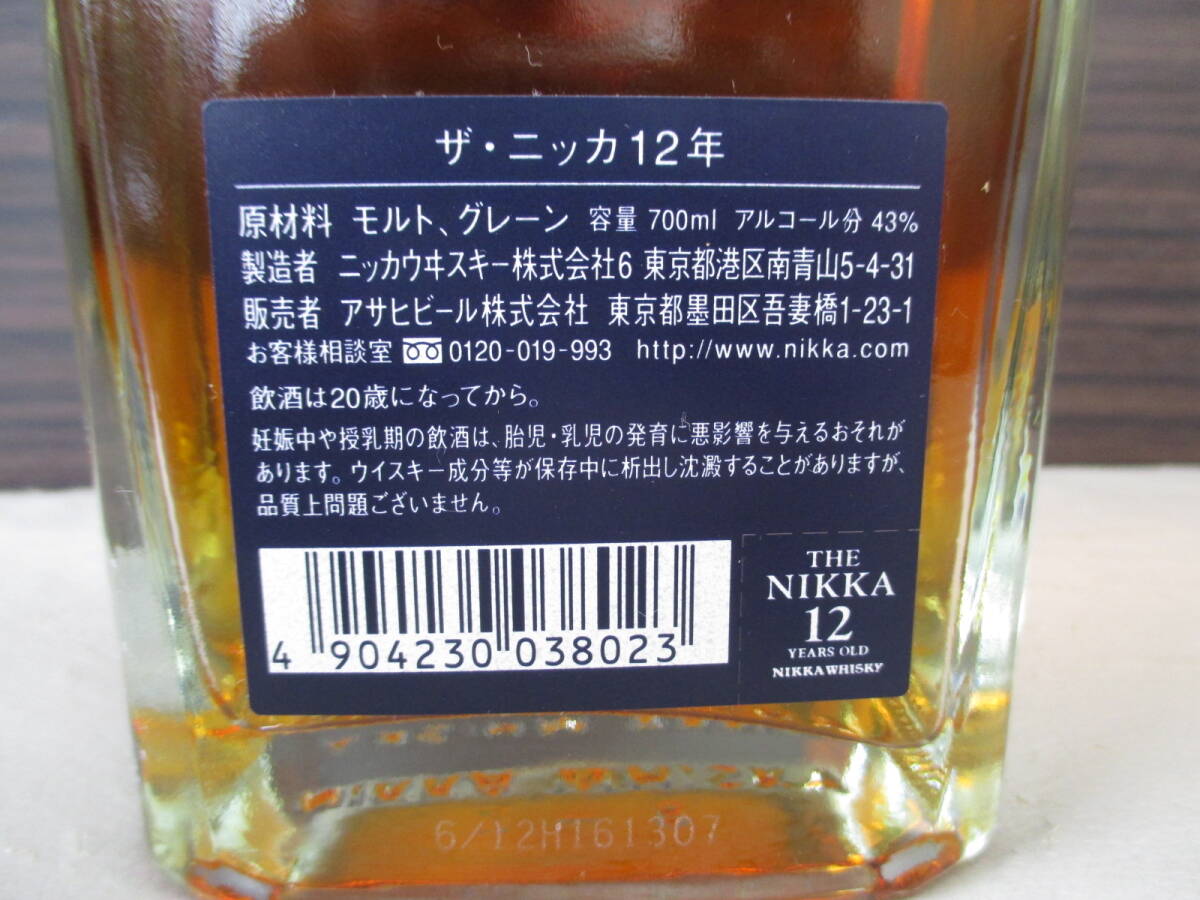 ザ・ニッカ12年
原材料 モルト、グレーン 容量 700ml アルコール分 43%
製造者 ニッカウヰスキー株式会社6 東京都港区南青山5-4-31
販売者 アサヒビール株式会社 東京都墨田区吾妻橋1-23-1
お客様相談室 0120-019-993 http://www.nikka.com
飲酒は20歳になってから。
妊娠中や授乳期の飲酒は、胎児・乳児の発育に悪影響を与えるおそれが
あります。ウイスキー成分等が保存中に析出し沈澱することがありますが、
品質上問題ございません。
4 904230 038023
THE
NIKKA
12
YEARS OLD
NIKKA WHISKY
6/12H161307